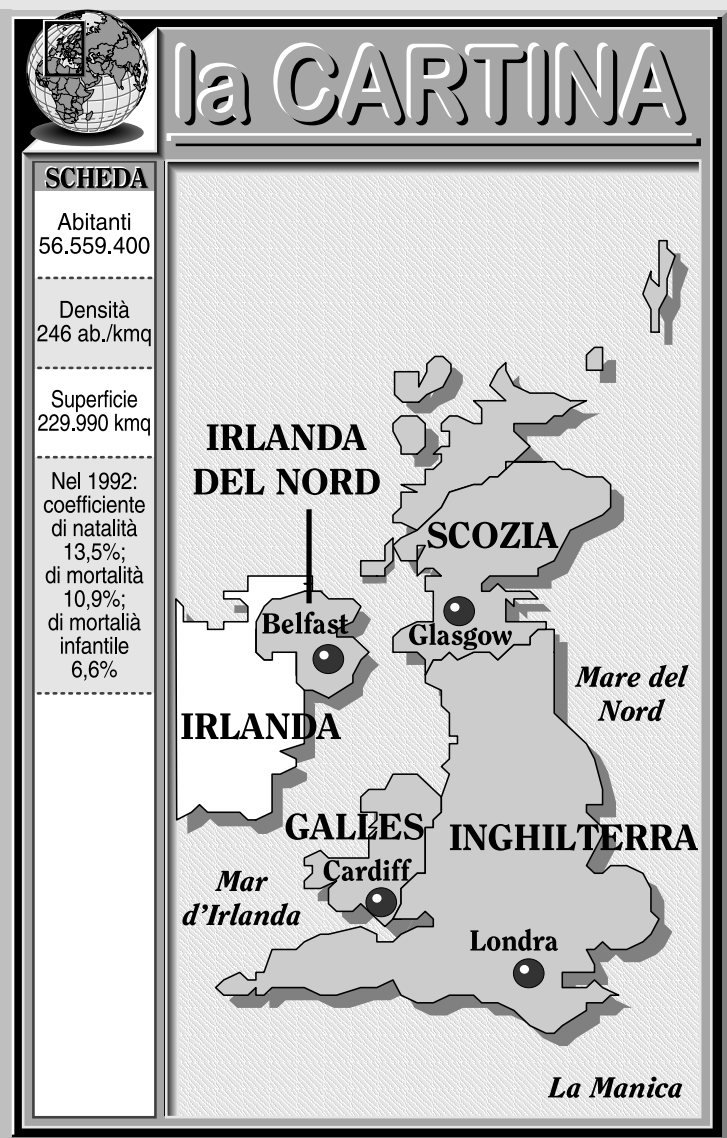 la CARTINA
SCHEDA
Abitanti
56.559.400
Densità
246 ab./kmq
Superficie
229.990 kmq
Nel 1992:
coefficiente
di natalità
13,5%;
di mortalità
10,9%;
di mortalià
infantile
6,6%
IRLANDA
DEL NORD
SCOZIA
Belfast
Glasgow
Mare del
Nord
IRLANDA
GALLES
INGHILTERRA
Cardiff
Mar
d'Irlanda
Londra
La Manica